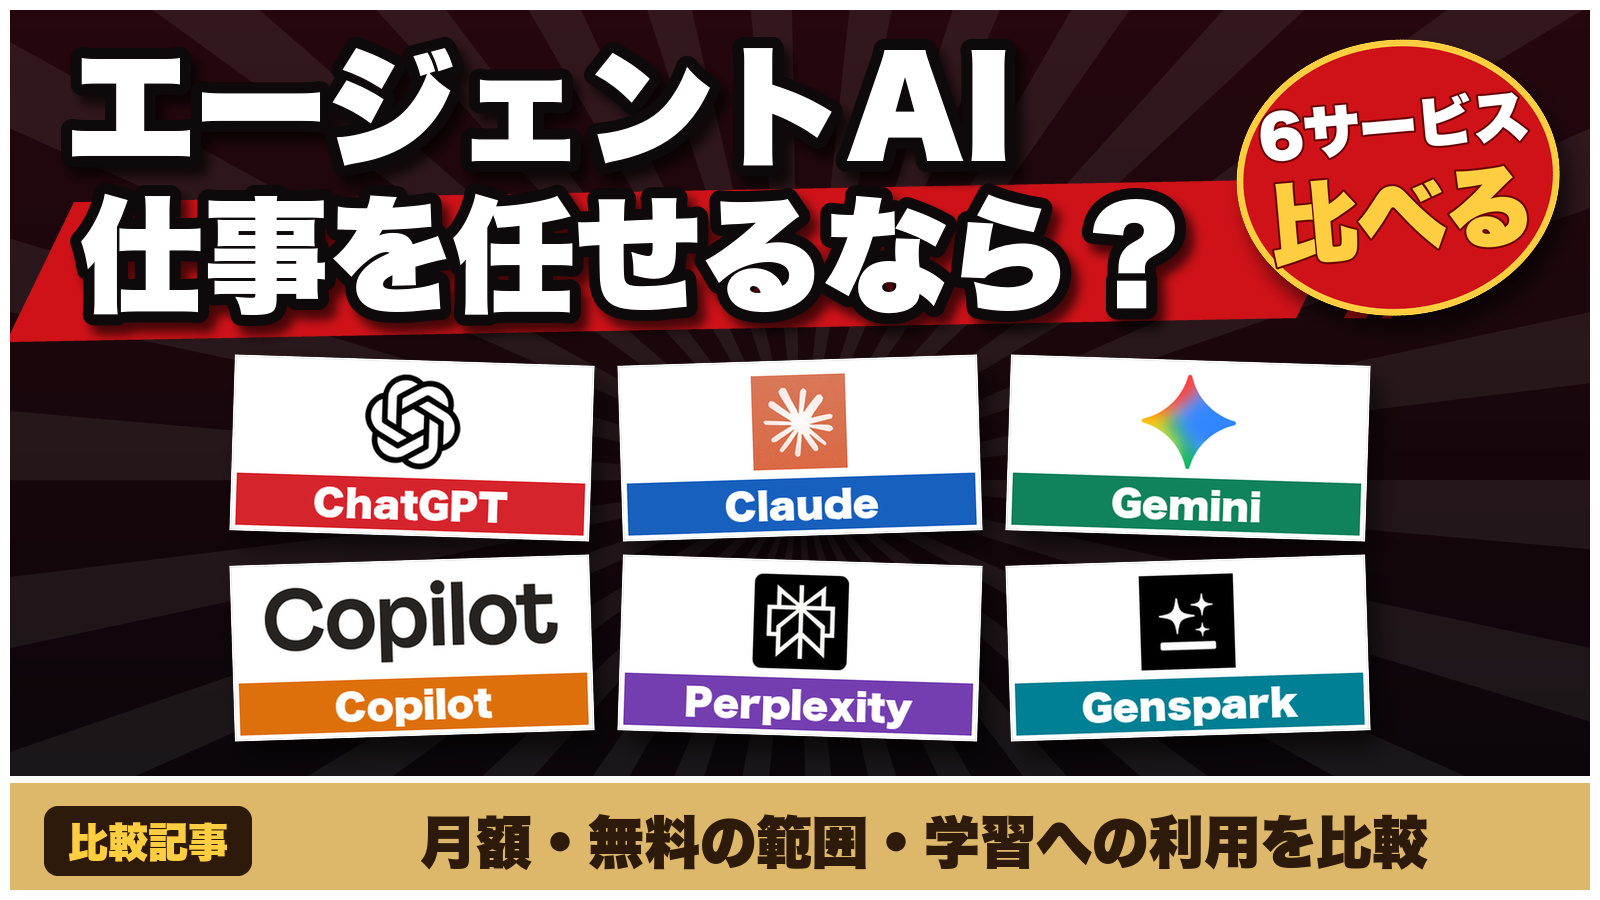 エージェントAI
仕事を任せるなら？
6サービス
比べる
ChatGPT
Claude
Gemini
Copilot
Copilot
Perplexity
Genspark
比較記事
月額・無料の範囲・学習への利用を比較